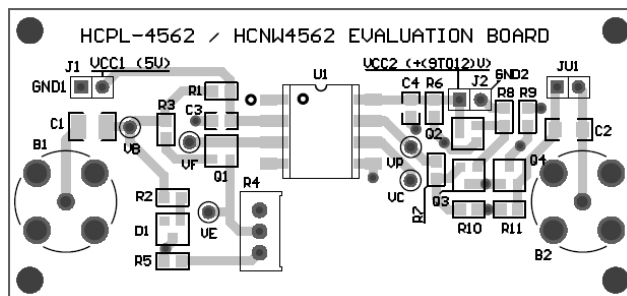 HCPL-4562 / HCNW4562 EVALUATION BOARD
J1 VCC1 (5V) U1 VCC2 (+(9TO12)V) JU1
GND1 R1 C4 R6 J2 GND2
R8 R9
C1 R3 C3 Q2 C2
B1 VB VF VP Q4
Q1
R2 R4 VC Q3
R7
D1 VE R10 R11
R5 B2